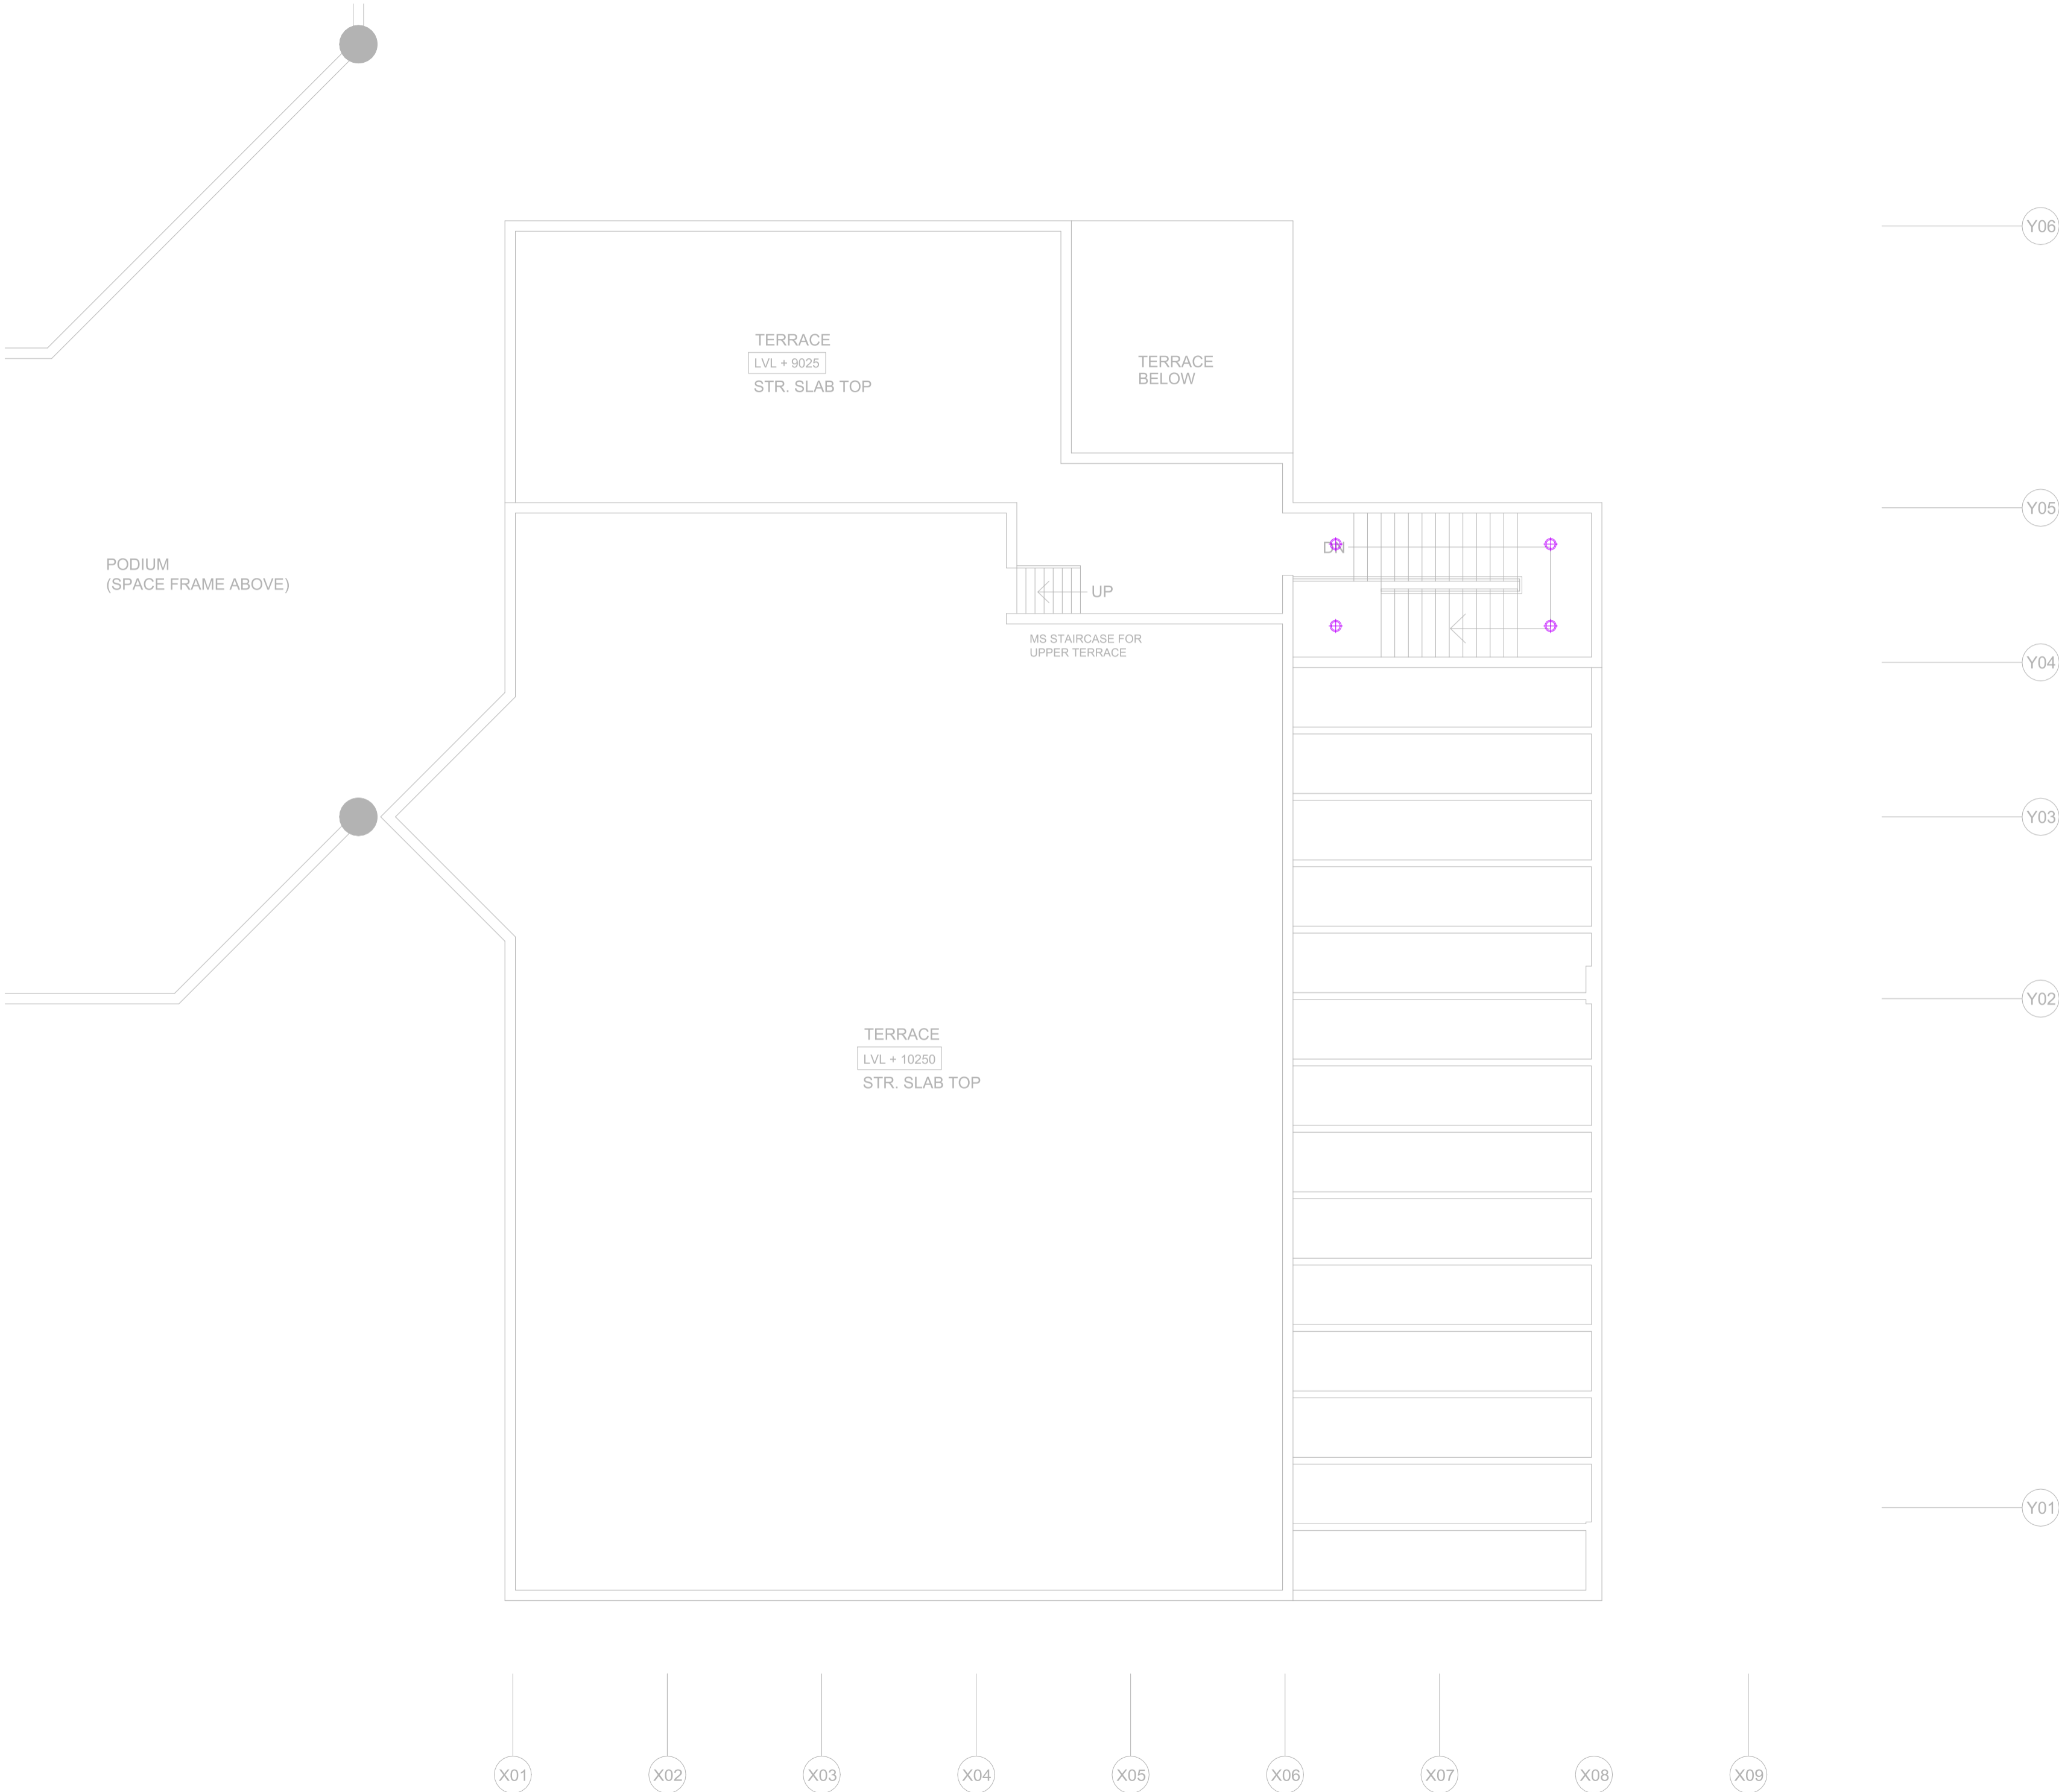 Y06
TERRACE
LVL + 9025
STR. SLAB TOP
TERRACE
BELOW
Y05
DN
PODIUM
(SPACE FRAME ABOVE)
UP
MS STAIRCASE FOR
UPPER TERRACE
Y04
Y03
Y02
TERRACE
LVL + 10250
STR. SLAB TOP
Y01
X01
X02
X03
X04
X05
X06
X07
X08
X09